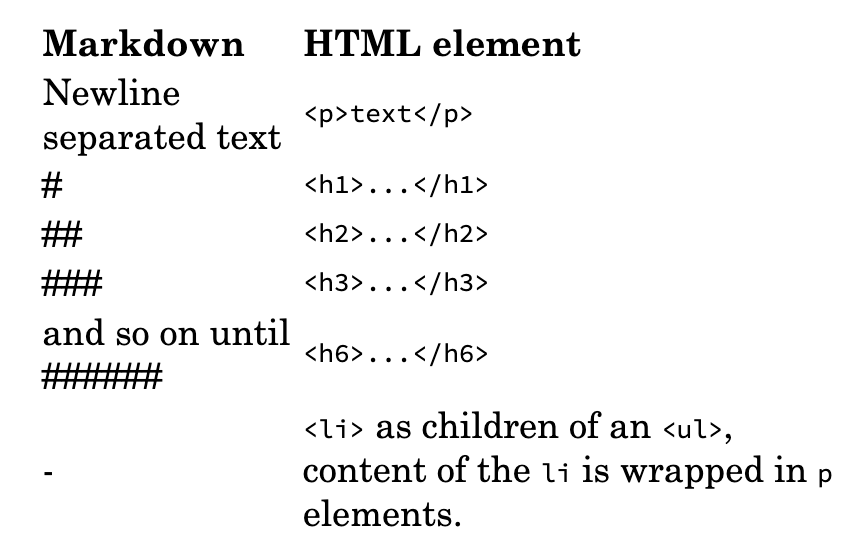 Markdown HTML element
Newline
separated text <p>text</p>
# <h1>...</h1>
## <h2>...</h2>
### <h3>...</h3>
and so on until
###### <h6>...</h6>
- <li> as children of an <ul>,
content of the li is wrapped in p
elements.